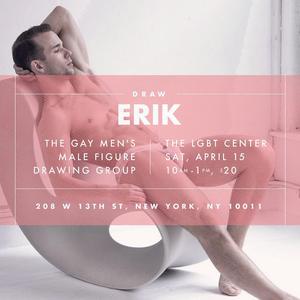 DRAW
ERIK
THE GAY MEN'S
MALE FIGURE
DRAWING GROUP
THE LGBT CENTER
SAT, APRIL 15
10AM-1PM, $20
208 W 13TH ST, NEW YORK, NY 10011